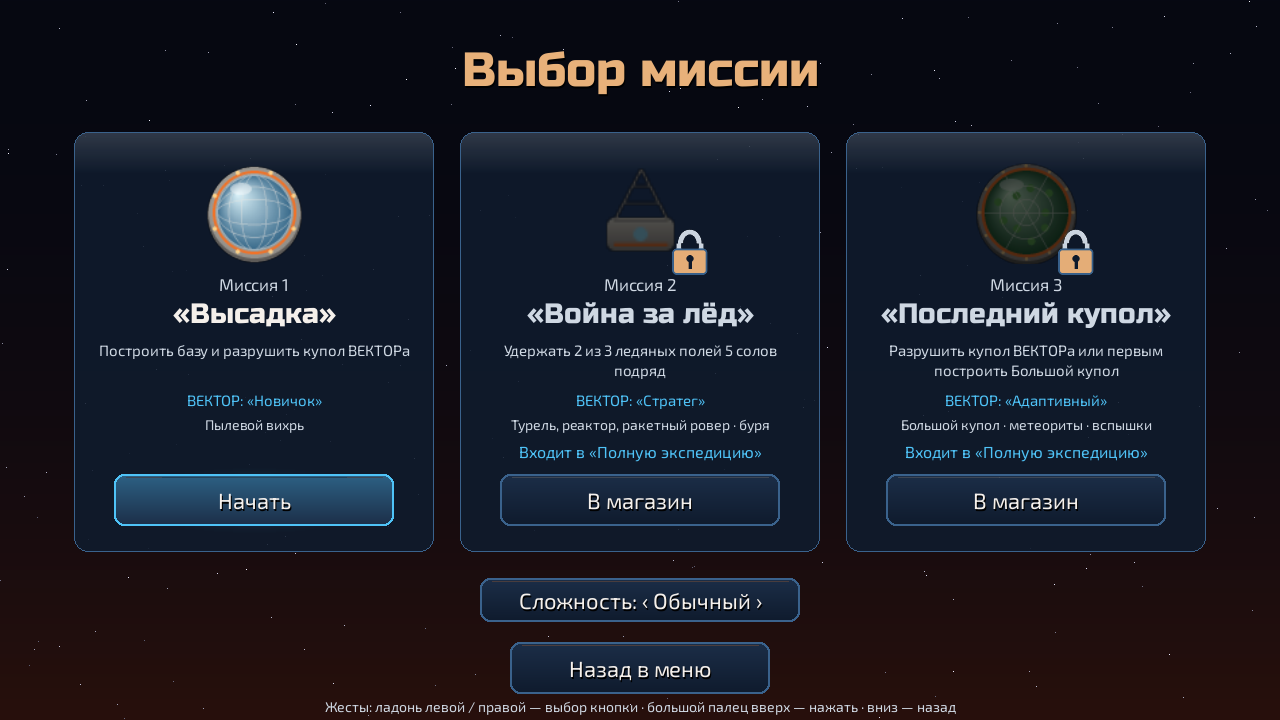 Выбор миссии
Миссия 1
«Высадка»
Построить базу и разрушить купол ВЕКТОРа
ВЕКТОР: «Новичок»
Пылевой вихрь
Начать
Миссия 2
«Война за лёд»
Удержать 2 из 3 ледяных полей 5 солов
подряд
ВЕКТОР: «Стратег»
Турель, реактор, ракетный ровер · буря
Входит в «Полную экспедицию»
В магазин
Миссия 3
«Последний купол»
Разрушить купол ВЕКТОРа или первым
построить Большой купол
ВЕКТОР: «Адаптивный»
Большой купол · метеориты · вспышки
Входит в «Полную экспедицию»
В магазин
Сложность: ‹ Обычный ›
Назад в меню
Жесты: ладонь левой / правой — выбор кнопки · большой палец вверх — нажать · вниз — назад